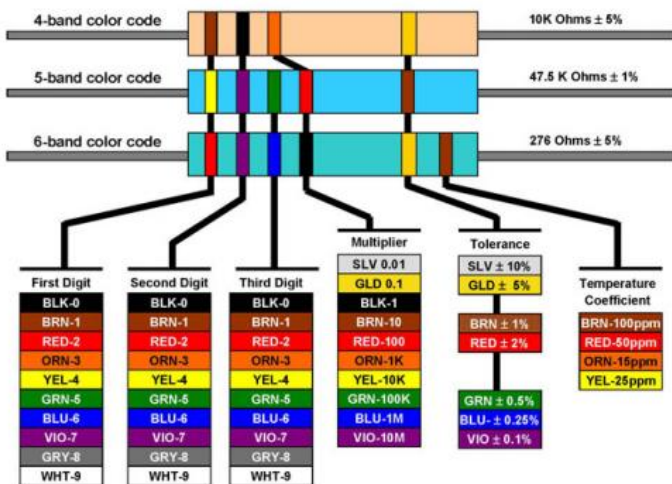 4-band color code
10K Ohms ± 5%
5-band color code
47.5 K Ohms ± 1%
6-band color code
276 Ohms ± 5%
First Digit
BLK-0
BRN-1
RED-2
ORN-3
YEL-4
GRN-5
BLU-6
VIO-7
GRY-8
WHT-9
Second Digit
BLK-0
BRN-1
RED-2
ORN-3
YEL-4
GRN-5
BLU-6
VIO-7
GRY-8
WHT-9
Third Digit
BLK-0
BRN-1
RED-2
ORN-3
YEL-4
GRN-5
BLU-6
VIO-7
GRY-8
WHT-9
Multiplier
SLV 0.01
GLD 0.1
BLK-1
BRN-10
RED-100
ORN-1K
YEL-10K
GRN-100K
BLU-1M
VIO-10M
Tolerance
SLV ± 10%
GLD ± 5%
BRN ± 1%
RED ± 2%
GRN ± 0.5%
BLU- ± 0.25%
VIO ± 0.1%
Temperature
Coefficient
BRN-100ppm
RED-50ppm
ORN-15ppm
YEL-25ppm